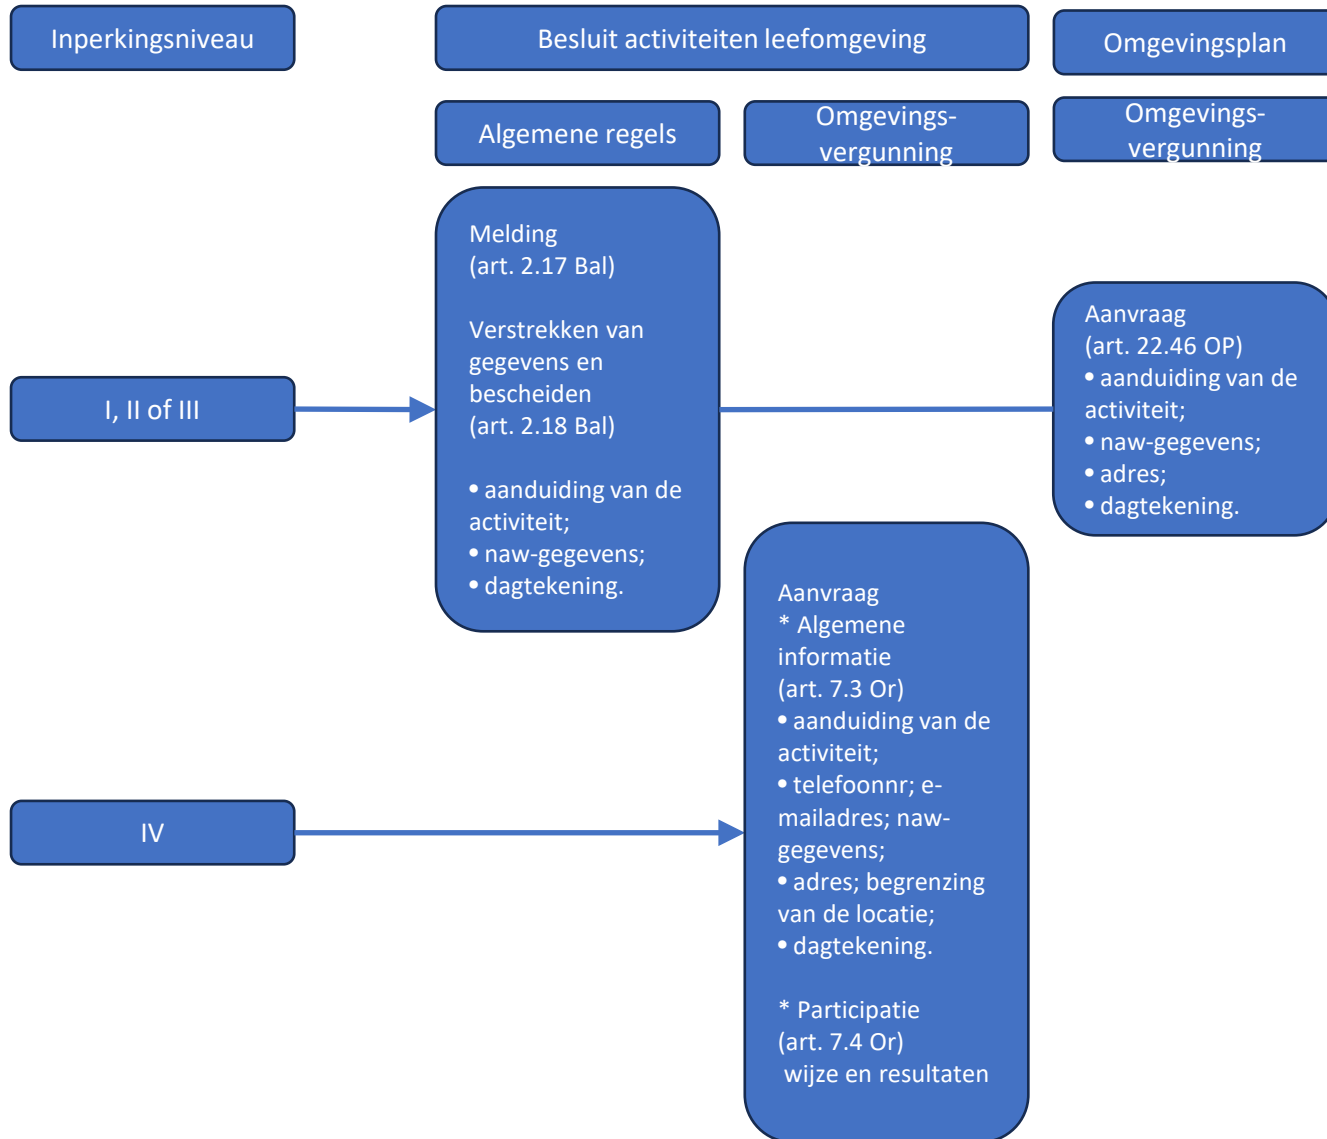 Inperkingsniveau
Besluit activiteiten leefomgeving
Omgevingsplan
Algemene regels
Omgevings-
vergunning
Omgevings-
vergunning
I, II of III
Melding
(art. 2.17 Bal)
Verstrekken van
gegevens en
bescheiden
(art. 2.18 Bal)
• aanduiding van de
activiteit;
• naw-gegevens;
• dagtekening.
Aanvraag
(art. 22.46 OP)
• aanduiding van de
activiteit;
• naw-gegevens;
• adres;
• dagtekening.
IV
Aanvraag
* Algemene
informatie
(art. 7.3 Or)
• aanduiding van de
activiteit;
• telefoonnr; e-
mailadres; naw-
gegevens;
• adres; begrenzing
van de locatie;
• dagtekening.
* Participatie
(art. 7.4 Or)
wijze en resultaten